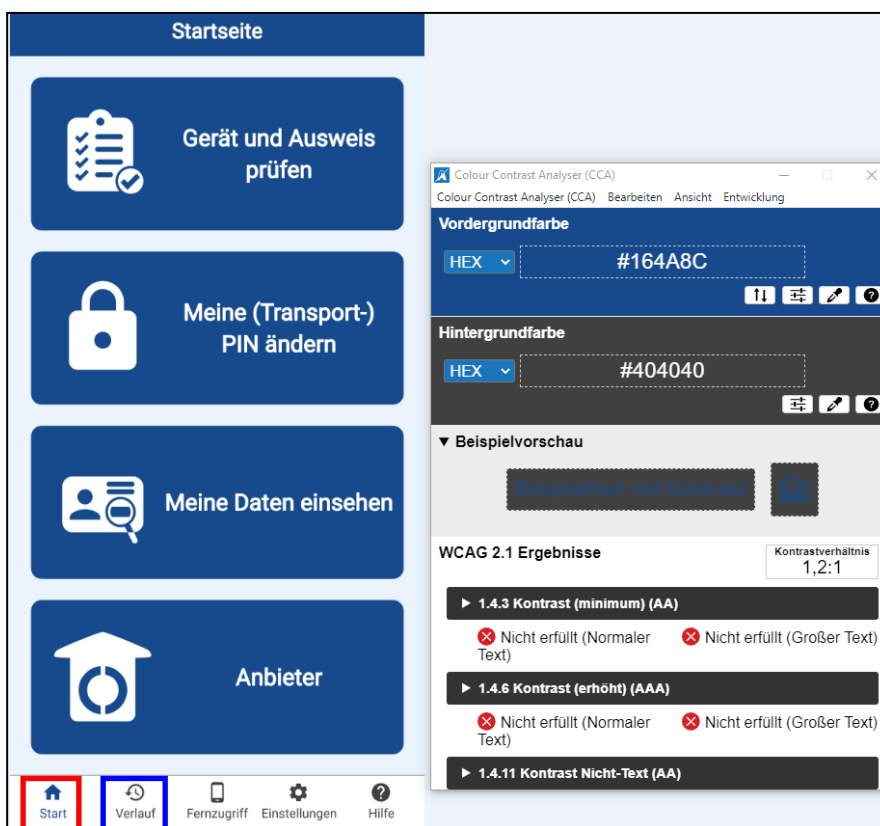 Startseite
Gerät und Ausweis
prüfen
Meine (Transport-)
PIN ändern
Meine Daten einsehen
Anbieter
Start
Verlauf
Fernzugriff
Einstellungen
Hilfe
Colour Contrast Analyser (CCA)
Colour Contrast Analyser (CCA) Bearbeiten Ansicht Entwicklung
Vordergrundfarbe
HEX
#164A8C
Hintergrundfarbe
HEX
#404040
▼ Beispielvorschau
Beispieltext mit Kontrast
WCAG 2.1 Ergebnisse
Kontrastverhältnis
1,2:1
▶ 1.4.3 Kontrast (minimum) (AA)
Nicht erfüllt (Normaler
Text)
Nicht erfüllt (Großer Text)
▶ 1.4.6 Kontrast (erhöht) (AAA)
Nicht erfüllt (Normaler
Text)
Nicht erfüllt (Großer Text)
▶ 1.4.11 Kontrast Nicht-Text (AA)